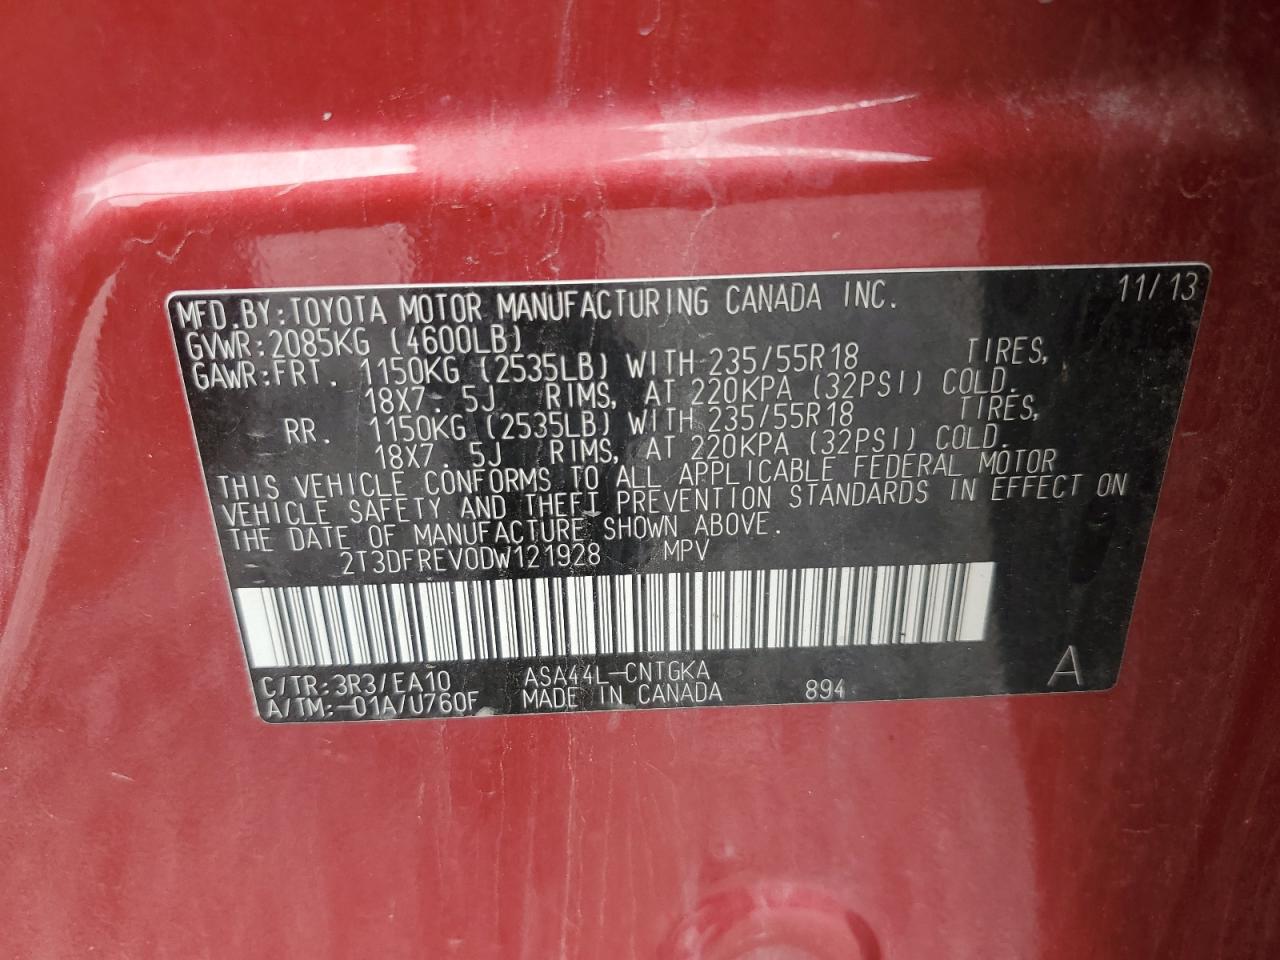 MFD.BY:TOYOTA MOTOR MANUFACTURING CANADA INC. 11/13
GVWR:2085KG (4600LB)
GAWR:FRT. 1150KG (2535LB) WITH 235/55R18 TIRES,
18X7.5J RIMS, AT 220KPA (32PSI) COLD.
RR. 1150KG (2535LB) WITH 235/55R18 TIRES,
18X7.5J RIMS, AT 220KPA (32PSI) COLD.
THIS VEHICLE CONFORMS TO ALL APPLICABLE FEDERAL MOTOR
VEHICLE SAFETY AND THEFT PREVENTION STANDARDS IN EFFECT ON
THE DATE OF MANUFACTURE SHOWN ABOVE.
2T3DFREV0DW121928 MPV
C/TR:3R3/EA10 ASA44L-CNTGKA
A/TM:-01A/U760F MADE IN CANADA 894 A